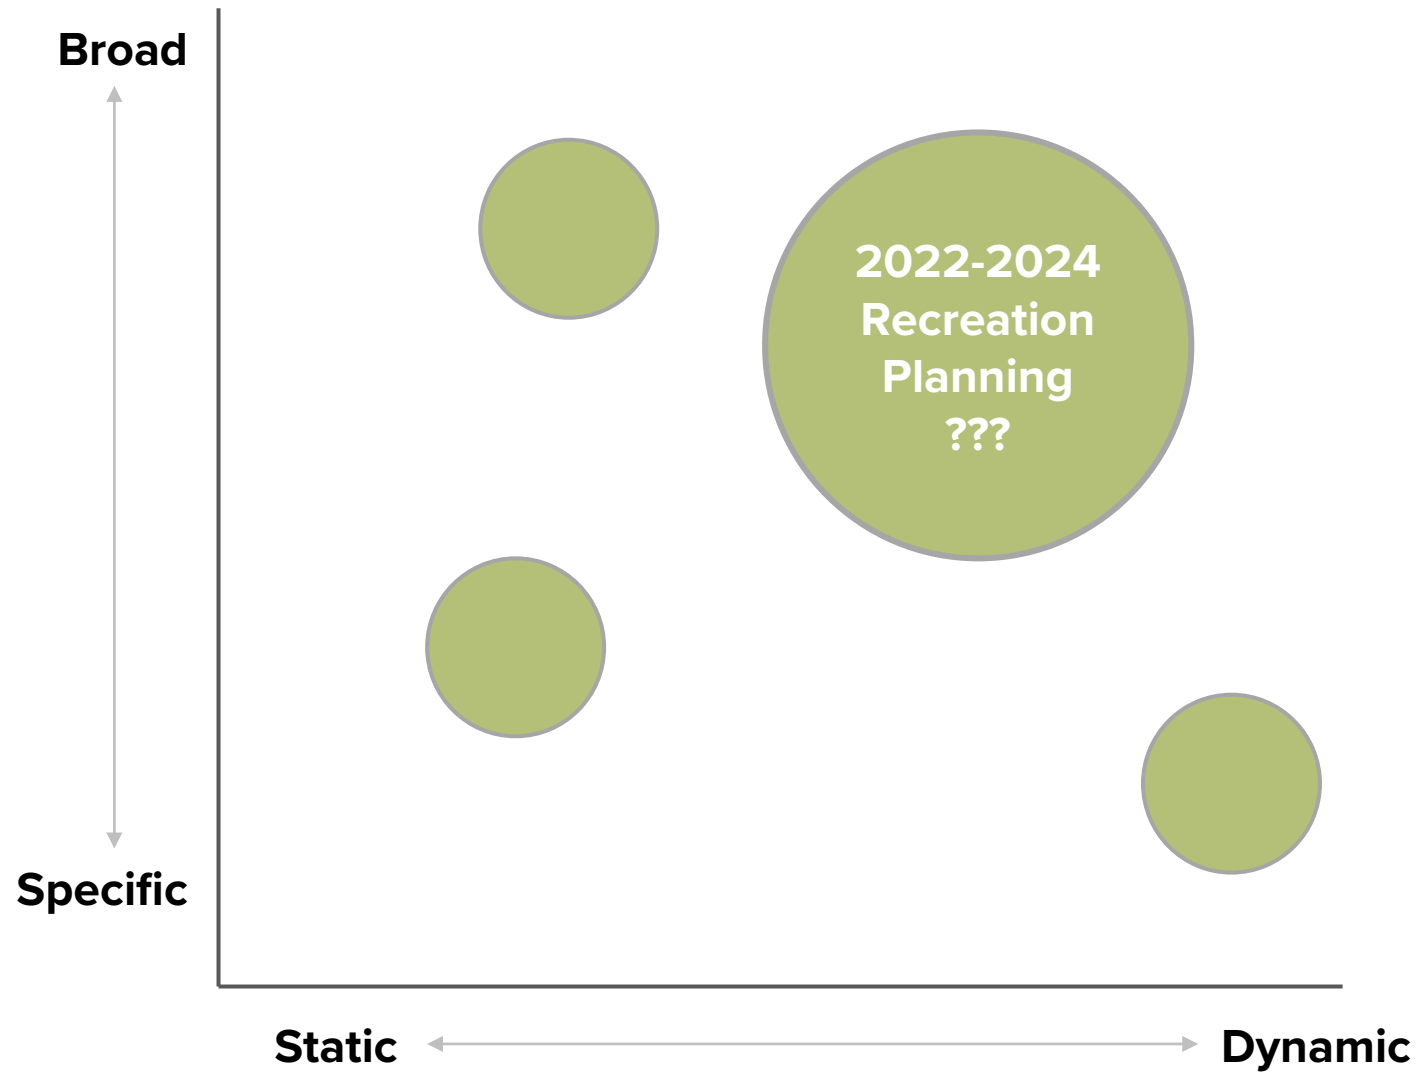 Broad
2022-2024
Recreation
Planning
???
Specific
Static
Dynamic